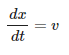 dx/dt = v